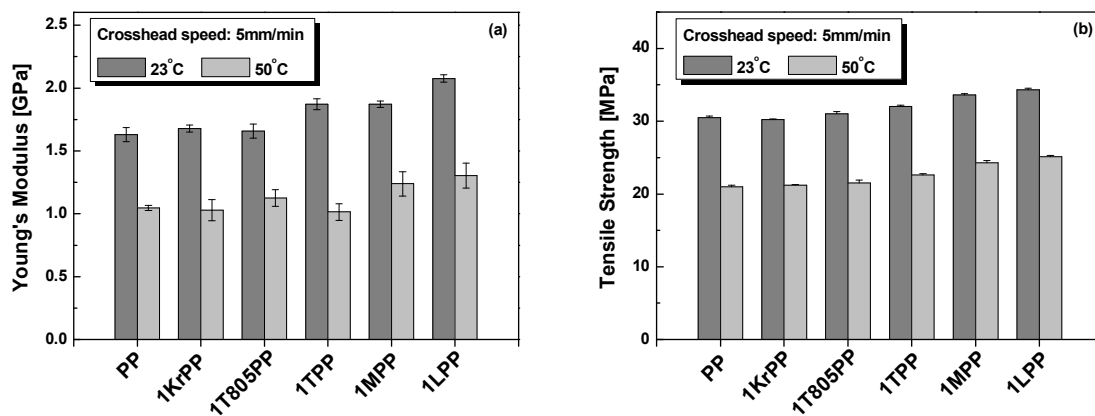 (a)
Crosshead speed: 5mm/min
23°C 50°C
Young's Modulus [GPa]
2.5
2.0
1.5
1.0
0.5
0.0
PP 1KrPP 1T805PP 1TPP 1MPP 1LPP
(b)
Crosshead speed: 5mm/min
23°C 50°C
Tensile Strength [MPa]
40
30
20
10
0
PP 1KrPP 1T805PP 1TPP 1MPP 1LPP